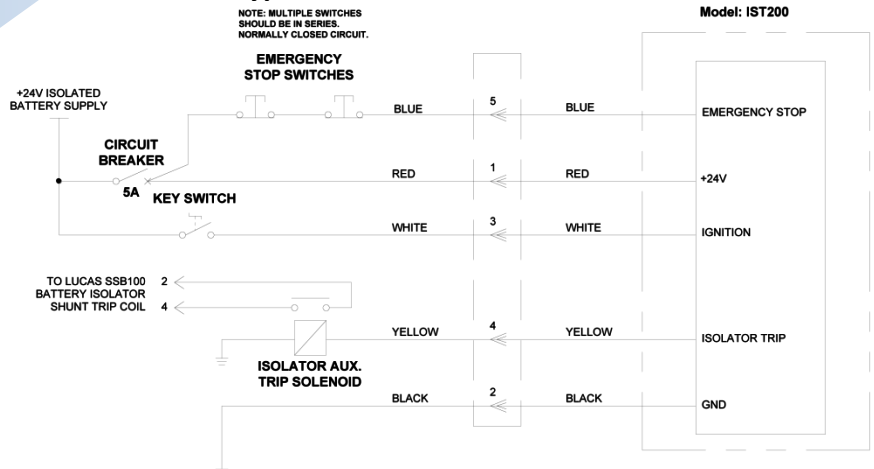 NOTE: MULTIPLE SWITCHES
SHOULD BE IN SERIES.
NORMALLY CLOSED CIRCUIT.
Model: IST200
EMERGENCY
STOP SWITCHES
+24V ISOLATED
BATTERY SUPPLY
BLUE
5
BLUE
EMERGENCY STOP
CIRCUIT
BREAKER
5A
RED
1
RED
+24V
KEY SWITCH
WHITE
3
WHITE
IGNITION
TO LUCAS SSB100 2
BATTERY ISOLATOR
SHUNT TRIP COIL 4
YELLOW
4
YELLOW
ISOLATOR TRIP
ISOLATOR AUX.
TRIP SOLENOID
BLACK
2
BLACK
GND